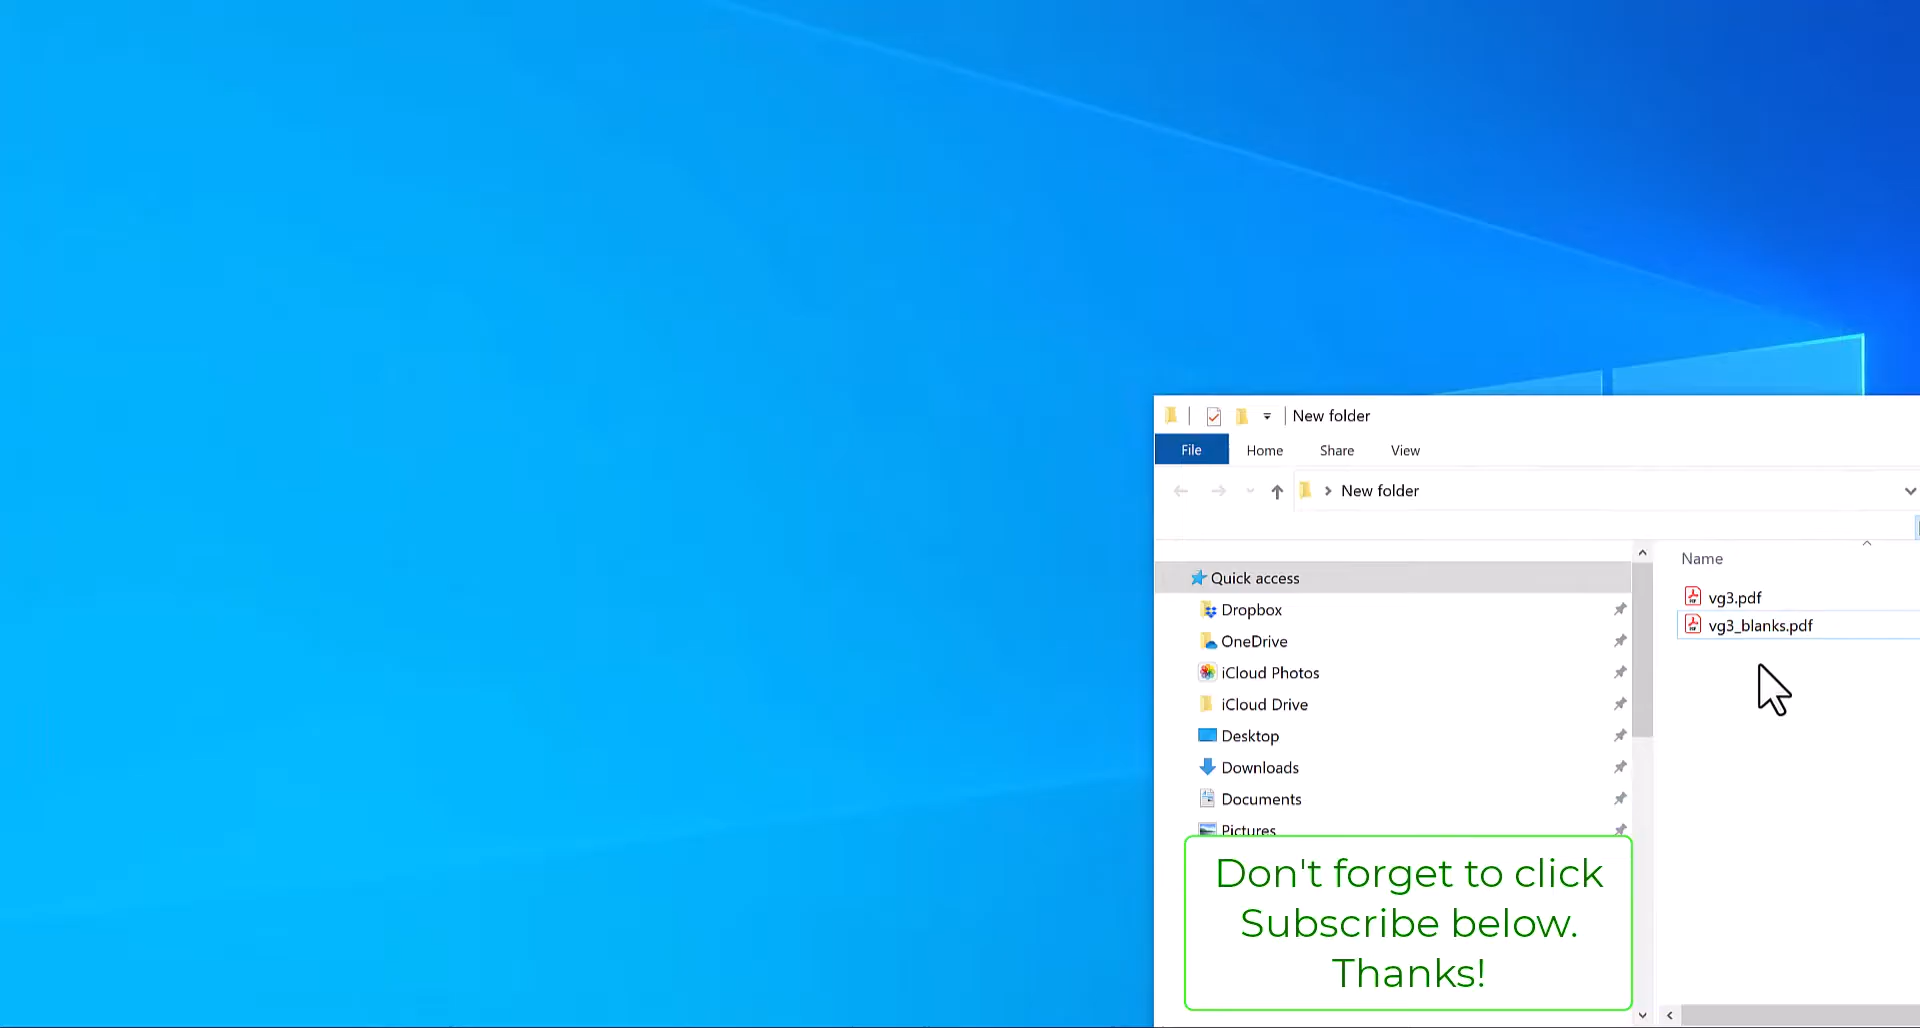 New folder
File Home Share View
New folder
Name
Quick access
Dropbox
OneDrive
iCloud Photos
iCloud Drive
Desktop
Downloads
Documents
Pictures
vg3.pdf
vg3_blanks.pdf
Don't forget to click
Subscribe below.
Thanks!